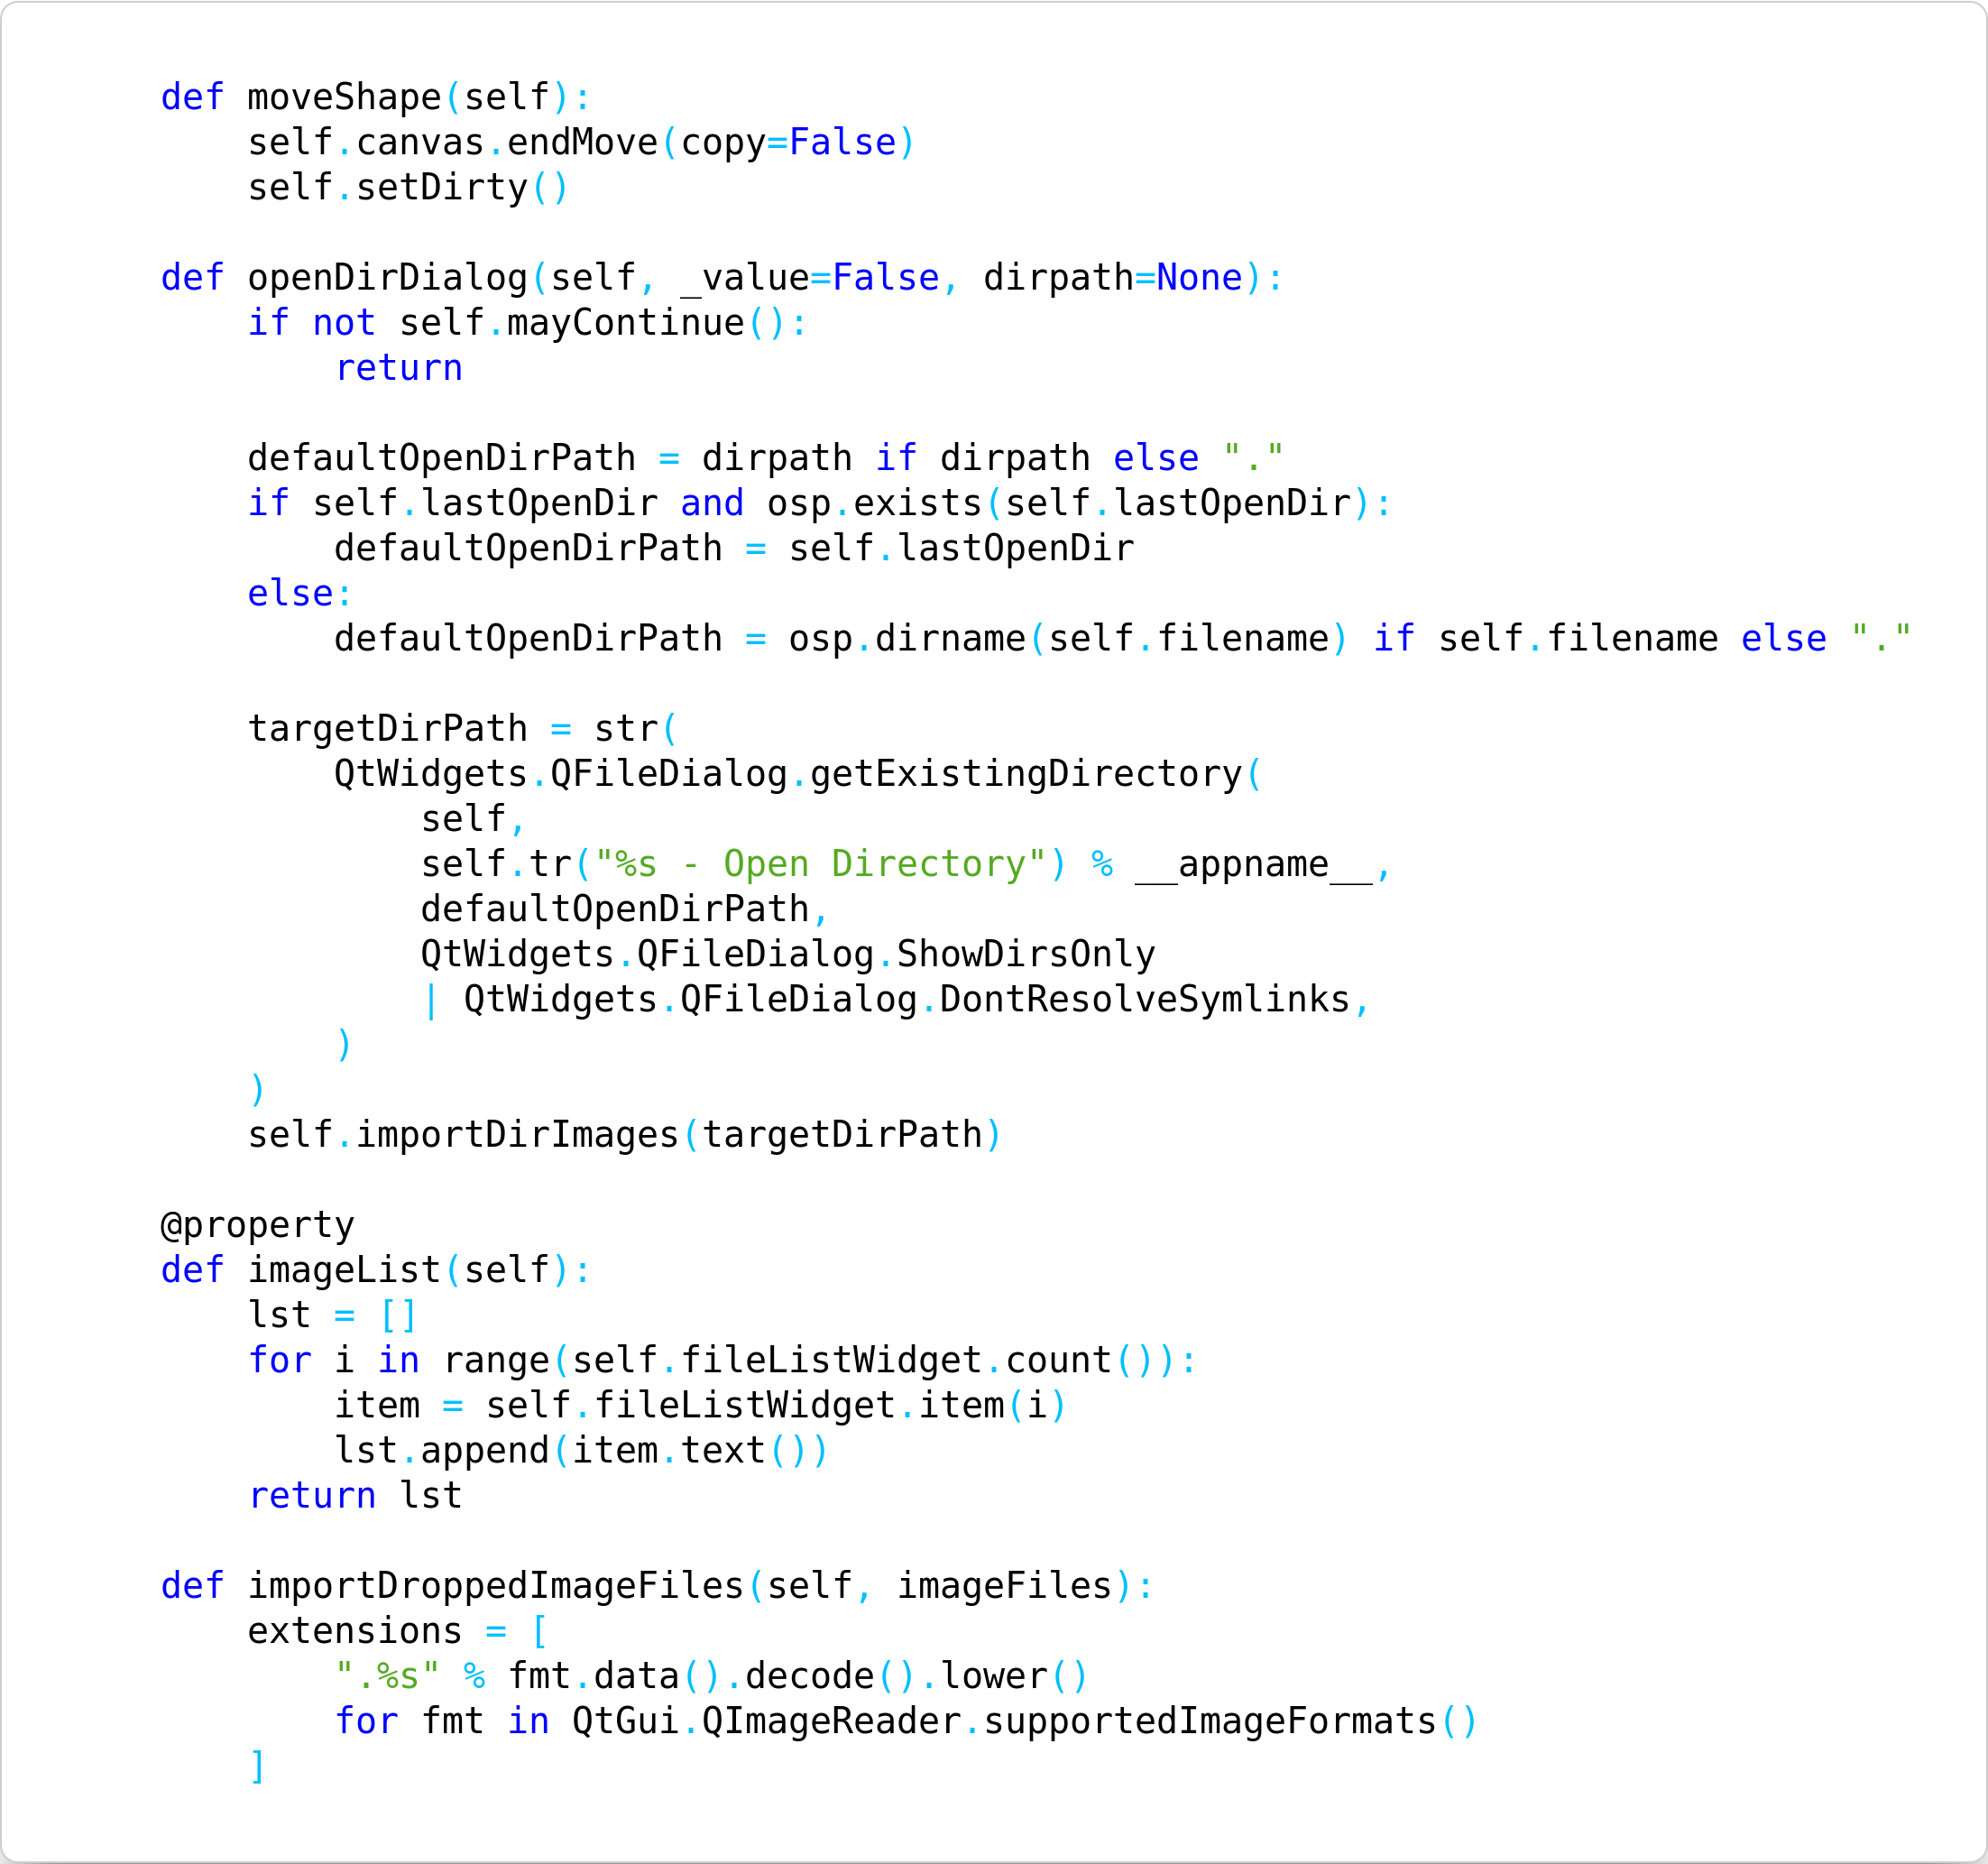 def moveShape(self):
    self.canvas.endMove(copy=False)
    self.setDirty()

def openDirDialog(self, _value=False, dirpath=None):
    if not self.mayContinue():
        return

    defaultOpenDirPath = dirpath if dirpath else "."
    if self.lastOpenDir and osp.exists(self.lastOpenDir):
        defaultOpenDirPath = self.lastOpenDir
    else:
        defaultOpenDirPath = osp.dirname(self.filename) if self.filename else "."

    targetDirPath = str(
        QtWidgets.QFileDialog.getExistingDirectory(
            self,
            self.tr("%s - Open Directory") % __appname__,
            defaultOpenDirPath,
            QtWidgets.QFileDialog.ShowDirsOnly
            | QtWidgets.QFileDialog.DontResolveSymlinks,
        )
    )
    self.importDirImages(targetDirPath)

@property
def imageList(self):
    lst = []
    for i in range(self.fileListWidget.count()):
        item = self.fileListWidget.item(i)
        lst.append(item.text())
    return lst

def importDroppedImageFiles(self, imageFiles):
    extensions = [
        ".%s" % fmt.data().decode().lower()
        for fmt in QtGui.QImageReader.supportedImageFormats()
    ]